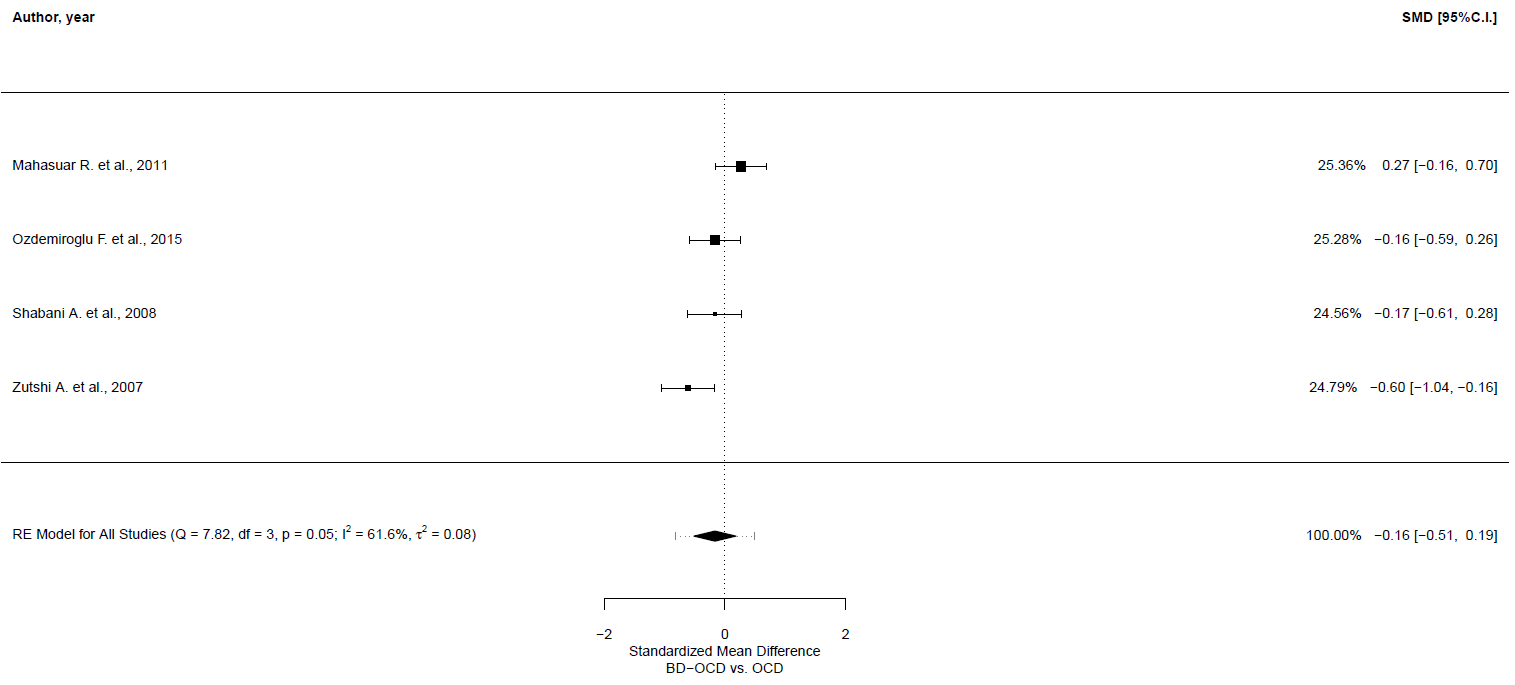 Author, year SMD [95%C.I.]
Mahasuar R. et al., 2011 25.36% 0.27 [−0.16, 0.70]
Ozdemiroglu F. et al., 2015 25.28% −0.16 [−0.59, 0.26]
Shabani A. et al., 2008 24.56% −0.17 [−0.61, 0.28]
Zutshi A. et al., 2007 24.79% −0.60 [−1.04, −0.16]
RE Model for All Studies (Q = 7.82, df = 3, p = 0.05; I² = 61.6%, τ² = 0.08) 100.00% −0.16 [−0.51, 0.19]
−2 0 2
Standardized Mean Difference
BD−OCD vs. OCD